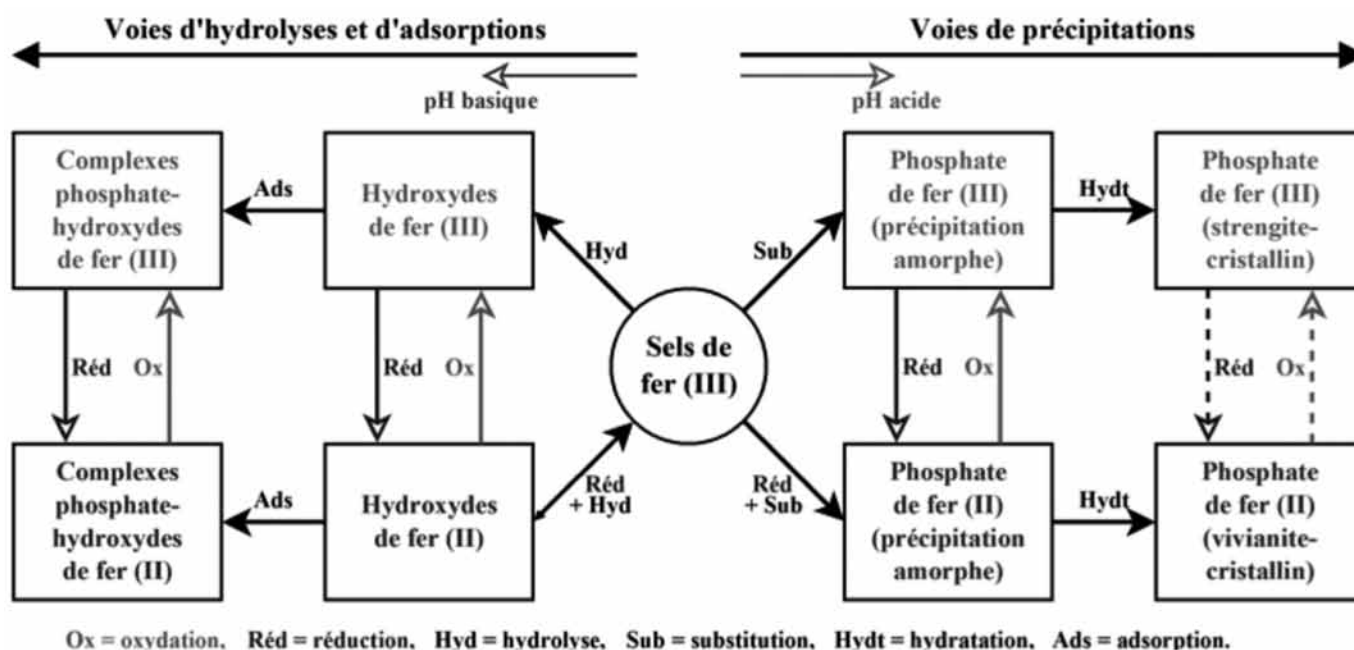 Voies d'hydrolyses et d'adsorptions
Voies de précipitations
pH basique
pH acide
Complexes
phosphate-
hydroxydes
de fer (III)
Ads
Hydroxydes
de fer (III)
Hyd
Sub
Phosphate
de fer (III)
(précipitation
amorphe)
Hydt
Phosphate
de fer (III)
(strengite-
cristallin)
Réd
Ox
Réd
Ox
Sels de
fer (III)
Réd
Ox
Réd
Ox
Complexes
phosphate-
hydroxydes
de fer (II)
Ads
Hydroxydes
de fer (II)
Réd
+ Hyd
Réd
+ Sub
Phosphate
de fer (II)
(précipitation
amorphe)
Hydt
Phosphate
de fer (II)
(vivianite-
cristallin)
Ox = oxydation, Réd = réduction, Hyd = hydrolyse, Sub = substitution, Hydt = hydratation, Ads = adsorption.